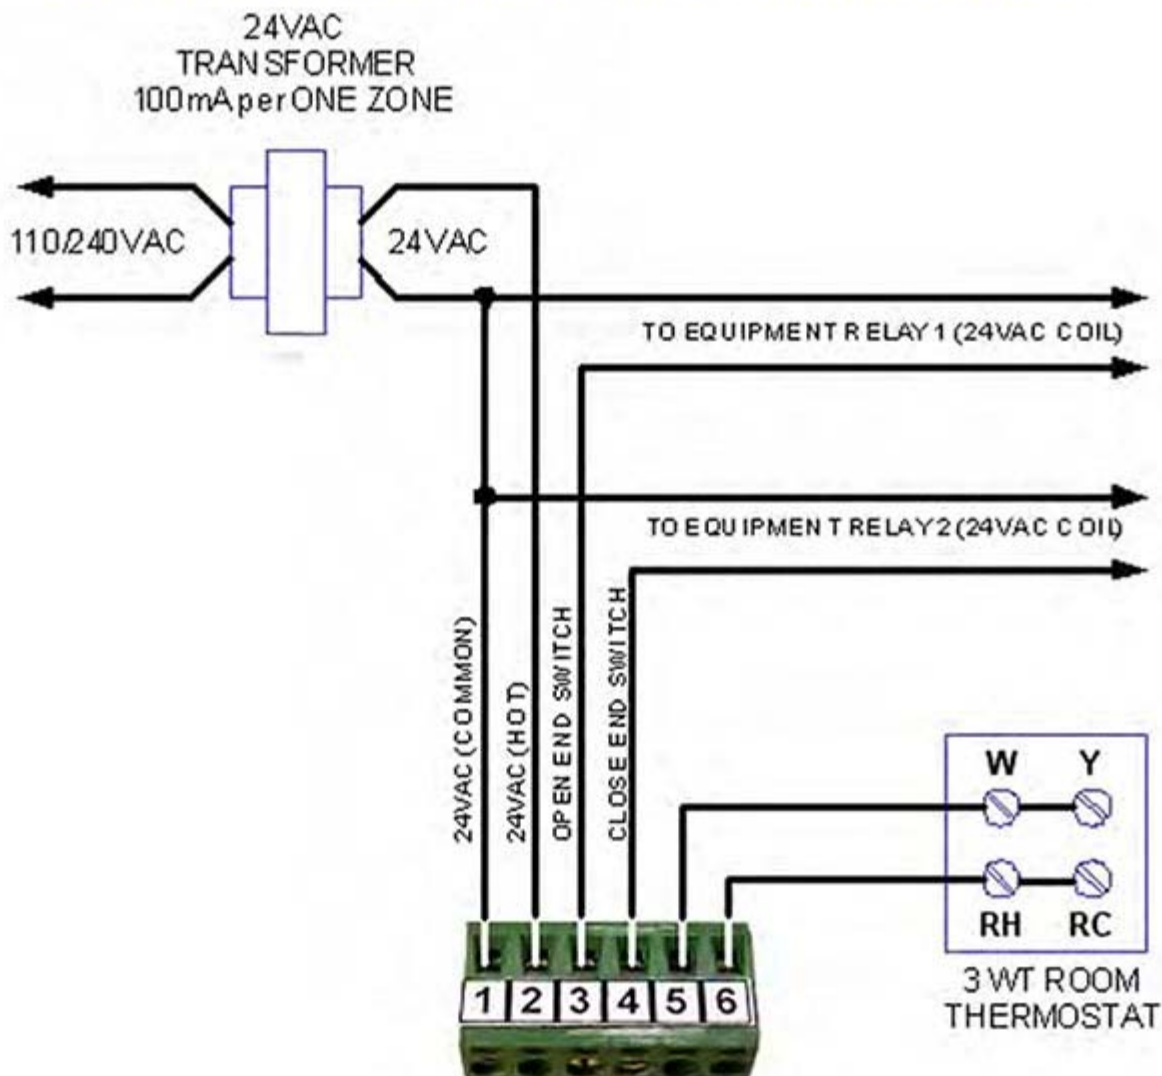 24VAC
TRANSFORMER
100mA per ONE ZONE
110/240VAC
24VAC
TO EQUIPMENT RELAY 1 (24VAC COIL)
TO EQUIPMENT RELAY 2 (24VAC COIL)
24VAC (COMMON)
24VAC (HOT)
OPEN END SWITCH
CLOSE END SWITCH
W Y
RH RC
3 WT ROOM
THERMOSTAT
1 2 3 4 5 6